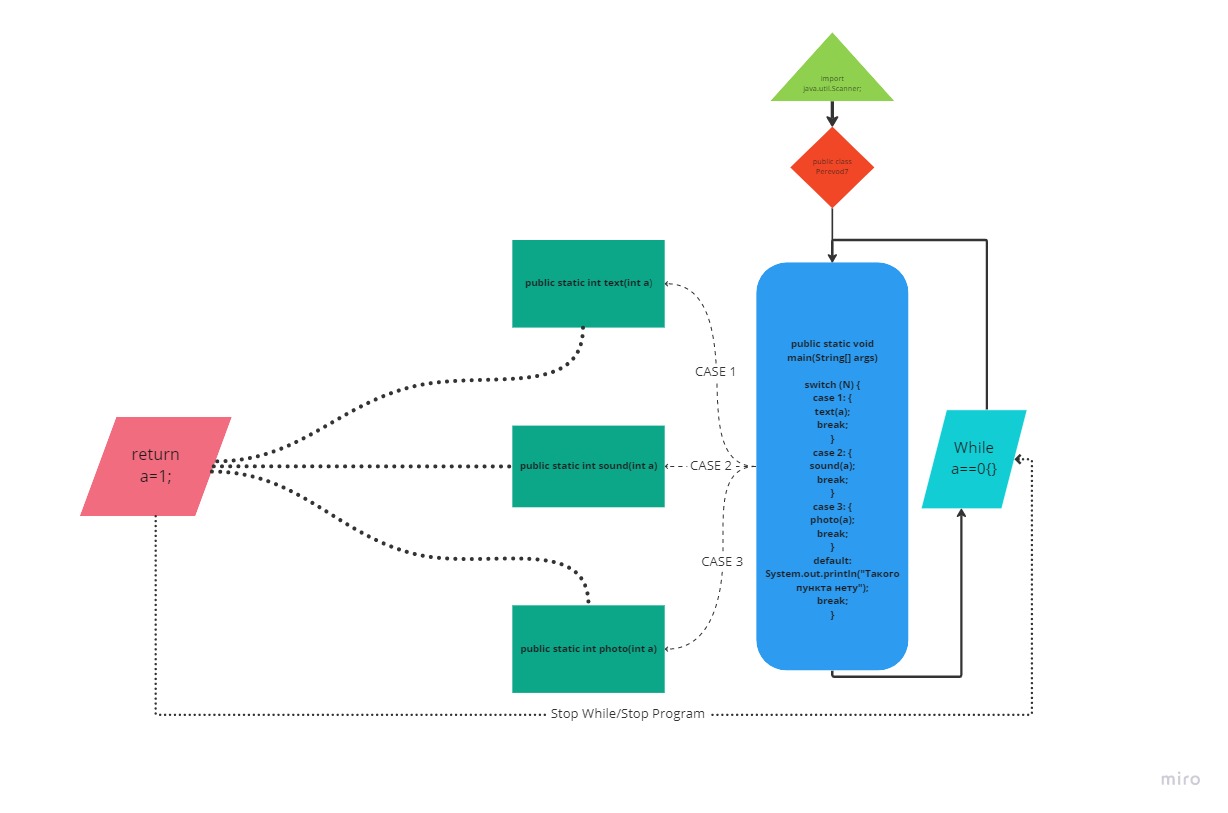 import
java.util.Scanner;
public class
Perevod7
public static int text(int a)
public static void
main(String[] args)
switch (N) {
case 1: {
text(a);
break;
}
case 2: {
sound(a);
break;
}
case 3: {
photo(a);
break;
}
default:
System.out.println("Такого
пункта нету");
break;
}
CASE 1
return
a=1;
public static int sound(int a)
CASE 2
While
a==0{}
CASE 3
public static int photo(int a)
Stop While/Stop Program
miro